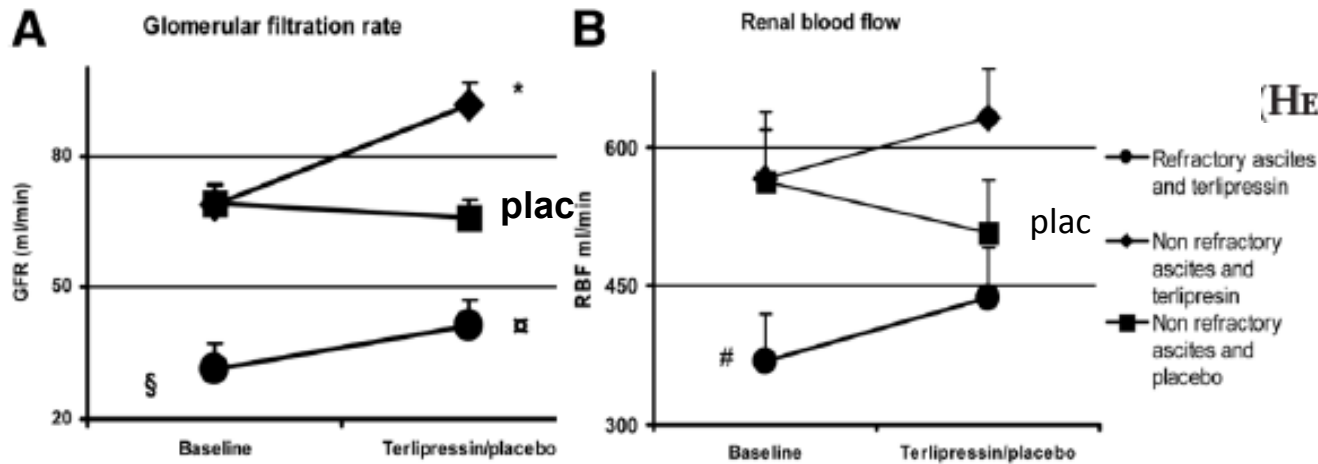 A
Glomerular filtration rate
B
Renal blood flow
80
50
20
GFR (ml/min)
*
plac
¤
§
Baseline
Terlipressin/placebo
600
450
300
RBF ml/min
plac
#
Baseline
Terlipressin/placebo
(HE
Refractory ascites
and terlipressin
Non refractory
ascites and
terlipresin
Non refractory
ascites and
placebo